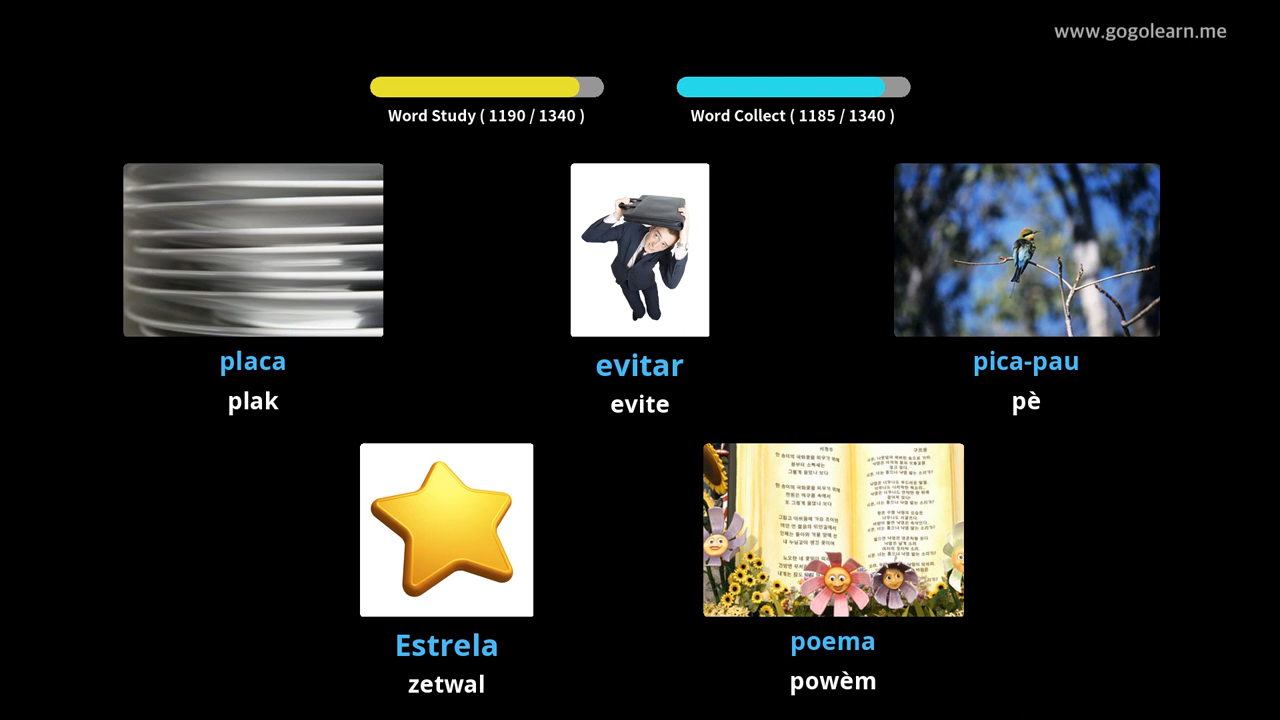 www.gogolearn.me
Word Study ( 1190 / 1340 )
Word Collect ( 1185 / 1340 )
placa
plak
evitar
evite
pica-pau
pè
Estrela
zetwal
poema
powèm